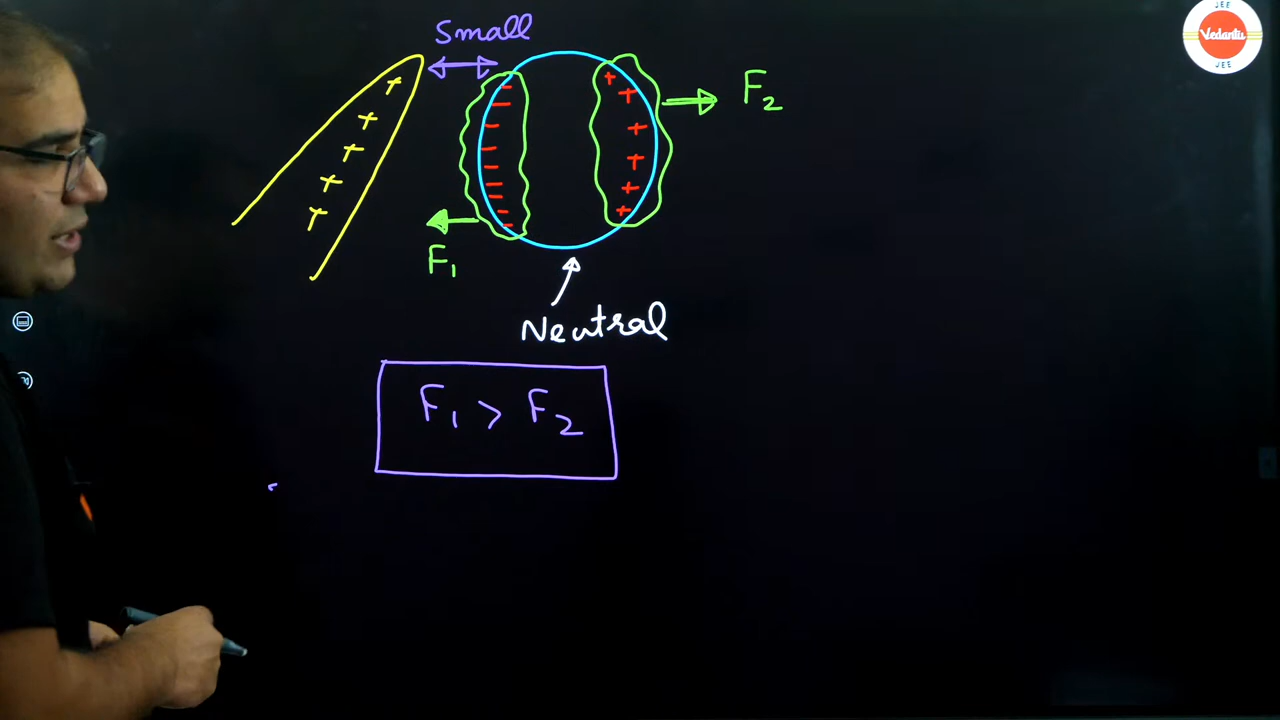 Small
JEE
Vedantu
JEE
F₂
F₁
Neutral
F₁ > F₂